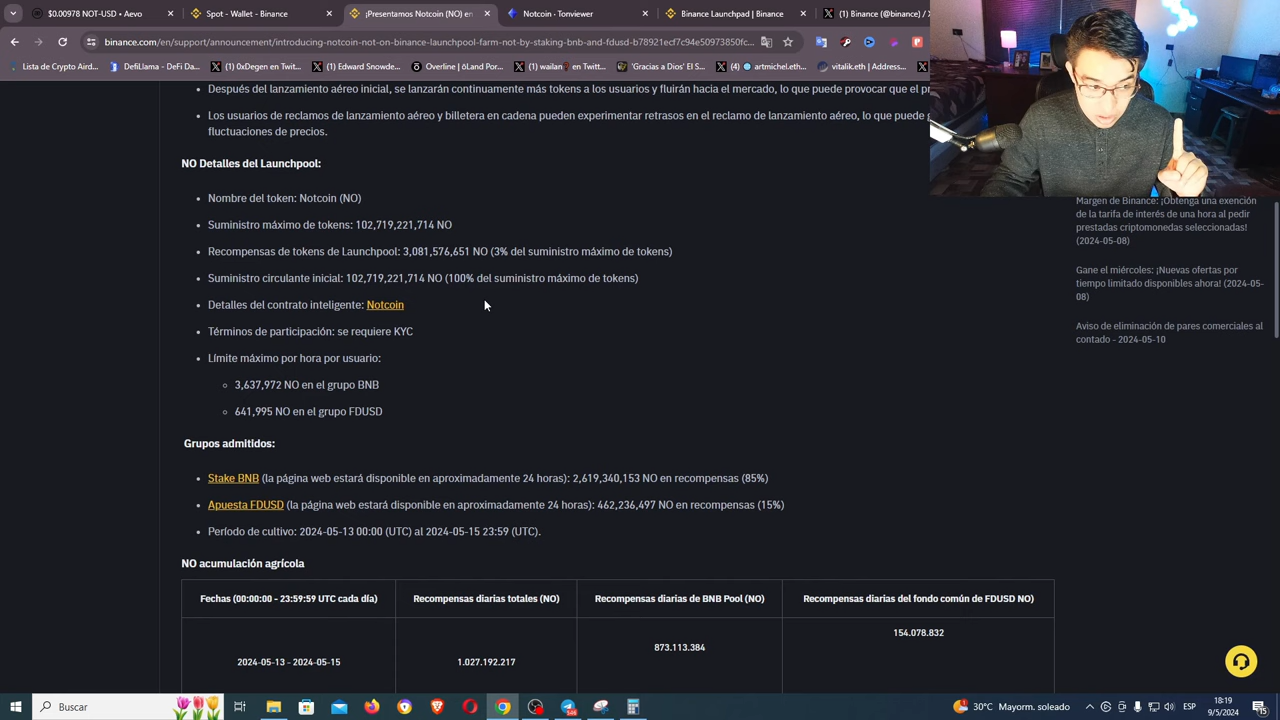 $0.00978 NOT-USD - Aevo
Spot - Wallet - Binance
¡Presentamos Notcoin (NO) en
Notcoin · Tonviewer
Binance Launchpad | Binance
(1) Binance (@binance) / X
binance.com/en/support/announcement/introducing-notcoin-not-on-binance-launchpool-farm-not-by-staking-bnb-and-fdusd-b78921ecf7c94e50973850fc...
Lista de Crypto Aird...
DefiLlama - DeFi Da...
(1) 0xDegen en Twit...
(1) Edward Snowde...
Overline | ōLand Por...
(1) wailan
en Twit...
'Gracias a Dios' El S...
(4)
artmichel.eth...
vitalik.eth | Address...
Después del lanzamiento aéreo inicial, se lanzarán continuamente más tokens a los usuarios y fluirán hacia el mercado, lo que puede provocar que el
Los usuarios de reclamos de lanzamiento aéreo y billetera en cadena pueden experimentar retrasos en el reclamo de lanzamiento aéreo, lo que puede
fluctuaciones de precios.
NO Detalles del Launchpool:
Nombre del token: Notcoin (NO)
Suministro máximo de tokens: 102,719,221,714 NO
Recompensas de tokens de Launchpool: 3,081,576,651 NO (3% del suministro máximo de tokens)
Suministro circulante inicial: 102,719,221,714 NO (100% del suministro máximo de tokens)
Detalles del contrato inteligente: Notcoin
Términos de participación: se requiere KYC
Límite máximo por hora por usuario:
3,637,972 NO en el grupo BNB
641,995 NO en el grupo FDUSD
Grupos admitidos:
Stake BNB (la página web estará disponible en aproximadamente 24 horas): 2,619,340,153 NO en recompensas (85%)
Apuesta FDUSD (la página web estará disponible en aproximadamente 24 horas): 462,236,497 NO en recompensas (15%)
Período de cultivo: 2024-05-13 00:00 (UTC) al 2024-05-15 23:59 (UTC).
NO acumulación agrícola
Fechas (00:00:00 - 23:59:59 UTC cada día)
Recompensas diarias totales (NO)
Recompensas diarias de BNB Pool (NO)
Recompensas diarias del fondo común de FDUSD NO)
2024-05-13 - 2024-05-15
1.027.192.217
873.113.384
154.078.832
Margen de Binance: ¡Obtenga una exención
de la tarifa de interés de una hora al pedir
prestadas criptomonedas seleccionadas!
(2024-05-08)
Gane el miércoles: ¡Nuevas ofertas por
tiempo limitado disponibles ahora! (2024-05-
08)
Aviso de eliminación de pares comerciales al
contado - 2024-05-10
Buscar
30°C Mayorm. soleado
ESP
18:19
9/5/2024
15